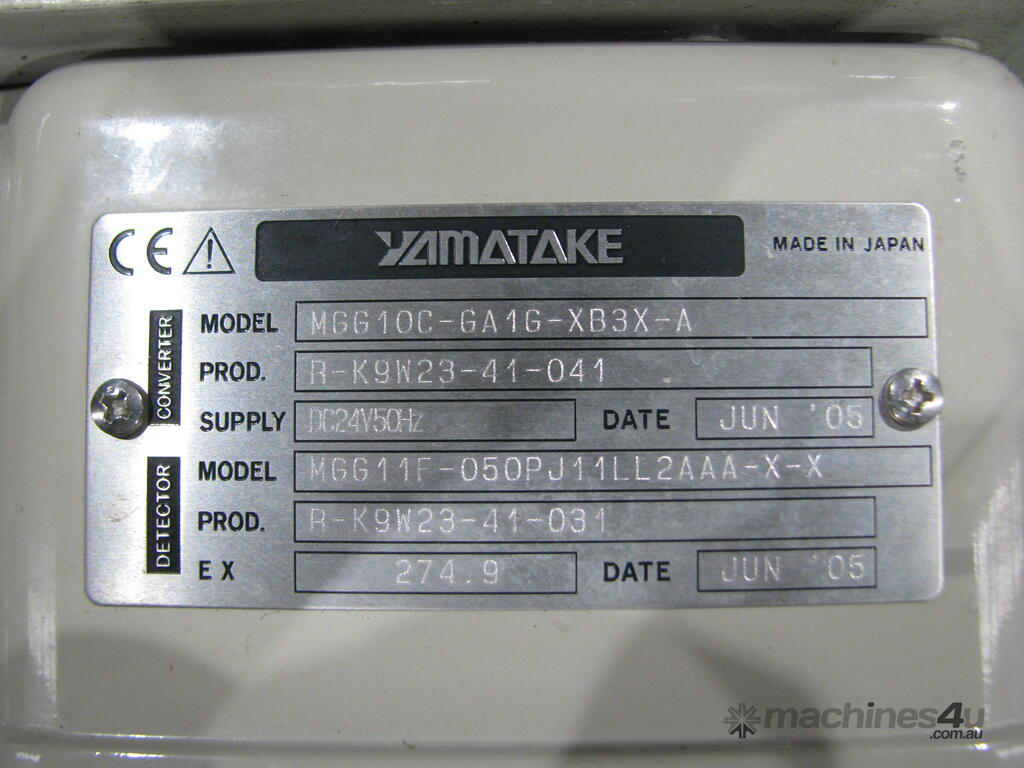 CE YAMATAKE MADE IN JAPAN
CONVERTER
MODEL MGG10C-GA1G-XB3X-A
PROD. R-K9W23-41-041
SUPPLY DC24V50Hz DATE JUN '05
DETECTOR
MODEL MGG11F-050PJ11LL2AAA-X-X
PROD. R-K9W23-41-031
EX 274.9 DATE JUN '05
machines4u
.com.au